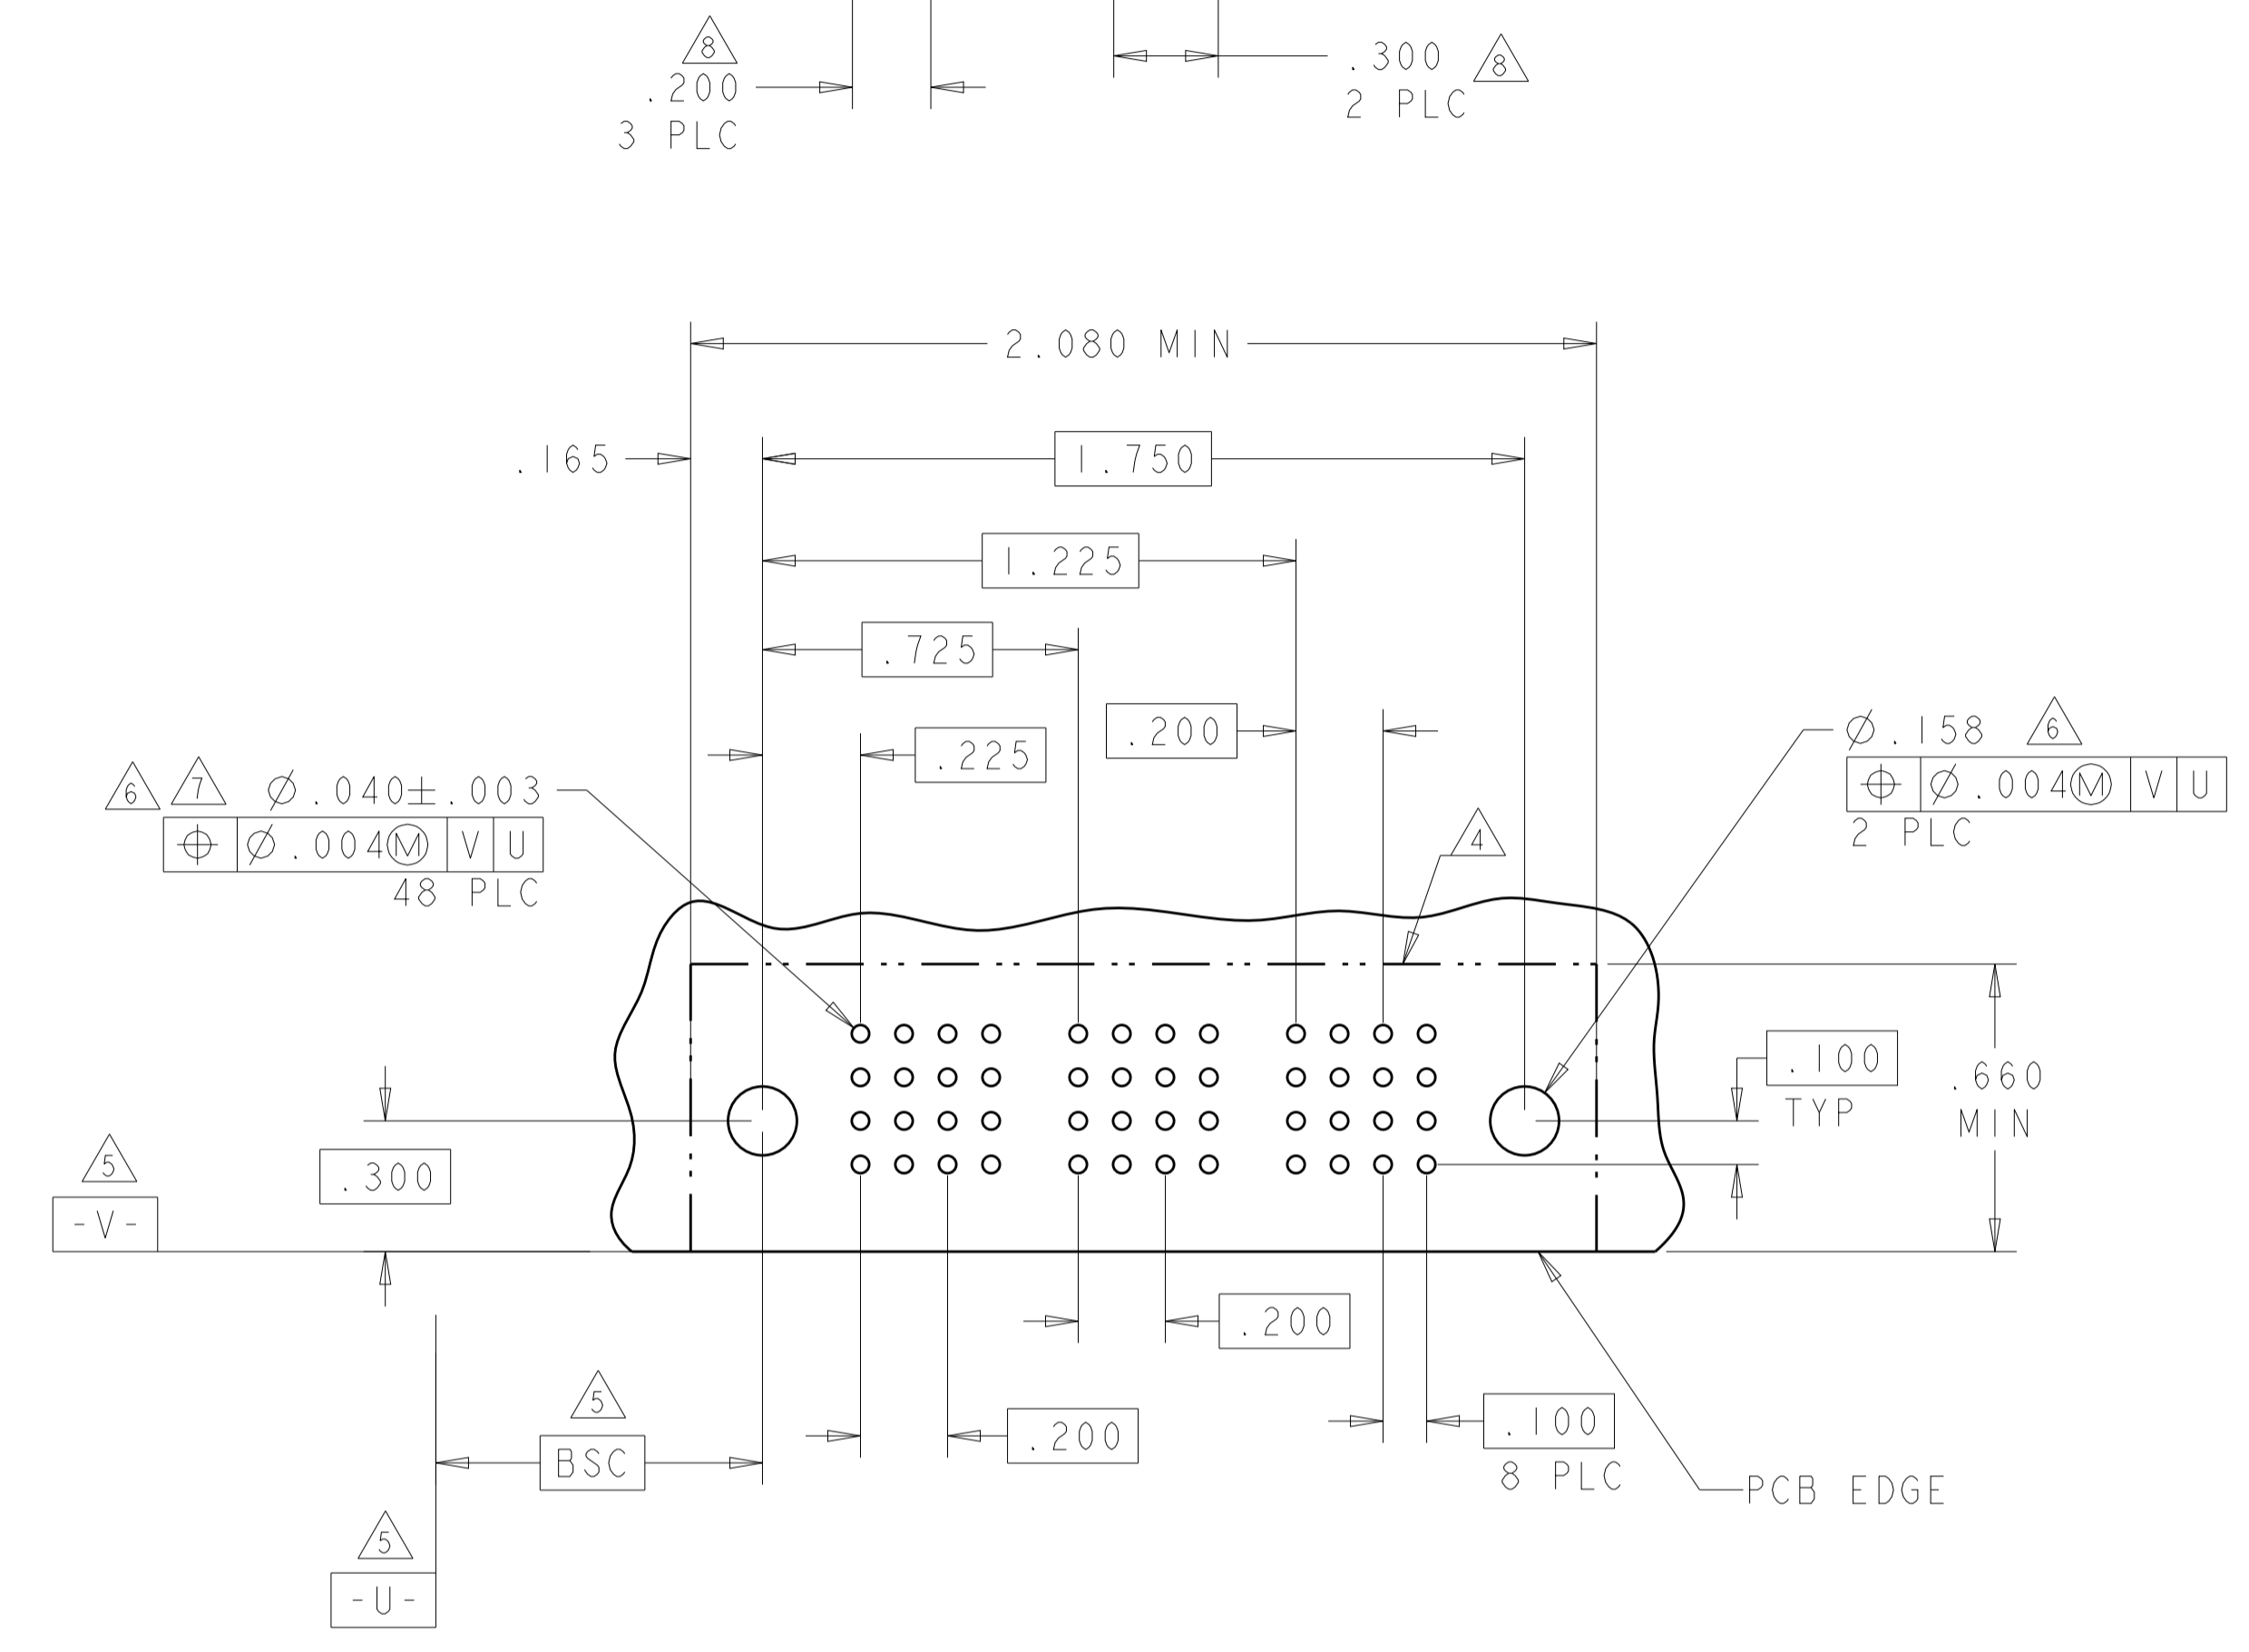 8
.200
3 PLC
.300 8
2 PLC
2.080 MIN
.165
1.750
1.225
.725
.200
.225
6 7 Ø.040±.003
⌖ Ø.004Ⓜ V U
48 PLC
Ø.158 6
⌖ Ø.004Ⓜ V U
2 PLC
4
.100
TYP
.660
MIN
5
-V-
.300
.200
.200
.100
8 PLC
5
BSC
PCB EDGE
5
-U-